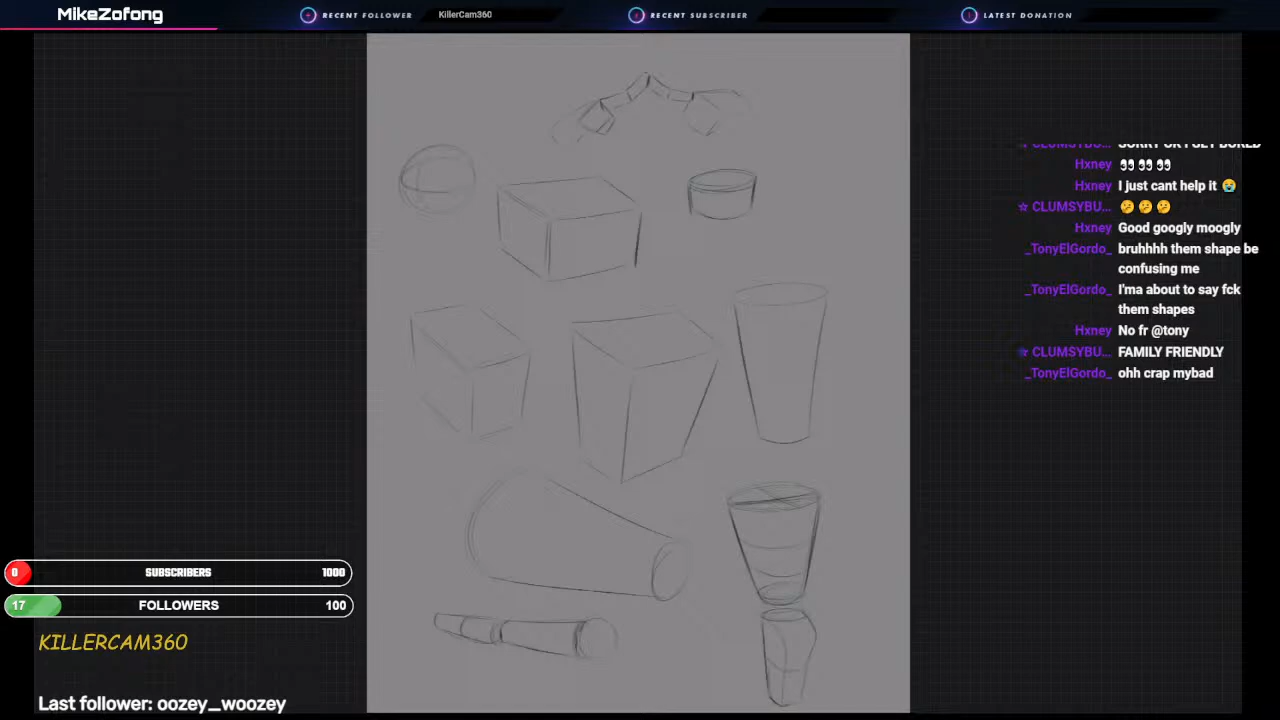 MikeZofong
RECENT FOLLOWER
KillerCam360
RECENT SUBSCRIBER
LATEST DONATION
Hxney 👀 👀 👀
Hxney I just cant help it 😭
☆ CLUMSYBU... 🫤 🫤 🫤
Hxney Good googly moogly
_TonyElGordo_ bruhhhh them shape be
confusing me
_TonyElGordo_ I'ma about to say fck
them shapes
Hxney No fr @tony
☆ CLUMSYBU... FAMILY FRIENDLY
_TonyElGordo_ ohh crap mybad
0 SUBSCRIBERS 1000
17 FOLLOWERS 100
KILLERCAM360
Last follower: oozey_woozey